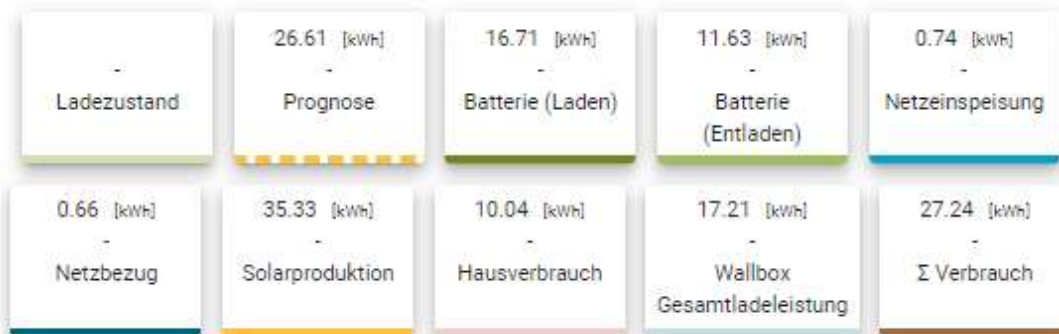 -
Ladezustand
26.61 [kWh]
-
Prognose
16.71 [kWh]
-
Batterie (Laden)
11.63 [kWh]
-
Batterie
(Entladen)
0.74 [kWh]
-
Netzeinspeisung
0.66 [kWh]
-
Netzbezug
35.33 [kWh]
-
Solarproduktion
10.04 [kWh]
-
Hausverbrauch
17.21 [kWh]
-
Wallbox
Gesamtladeleistung
27.24 [kWh]
-
Σ Verbrauch